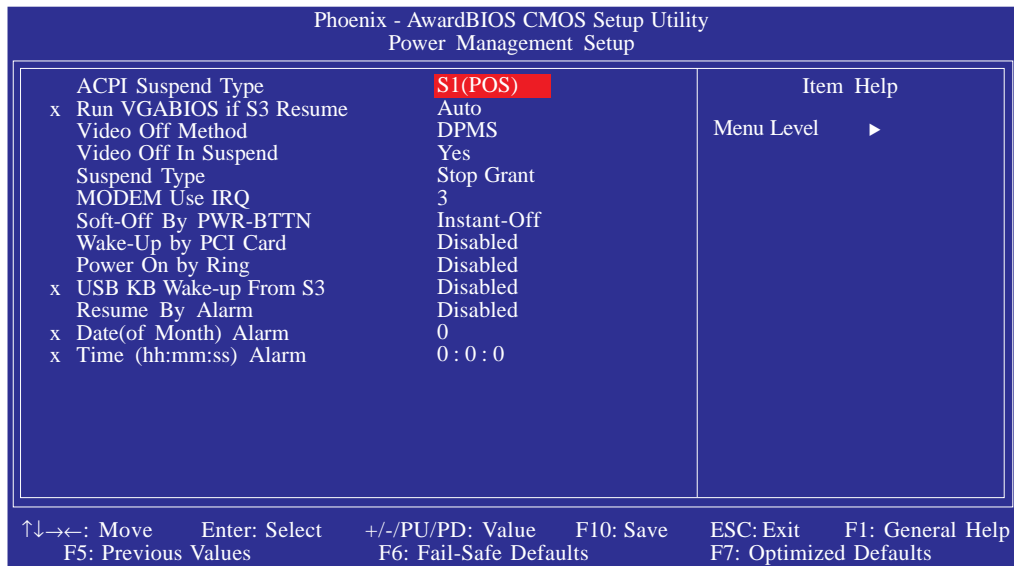 Phoenix - AwardBIOS CMOS Setup Utility
Power Management Setup
ACPI Suspend Type S1(POS)
x Run VGABIOS if S3 Resume Auto
Video Off Method DPMS
Video Off In Suspend Yes
Suspend Type Stop Grant
MODEM Use IRQ 3
Soft-Off By PWR-BTTN Instant-Off
Wake-Up by PCI Card Disabled
Power On by Ring Disabled
x USB KB Wake-up From S3 Disabled
Resume By Alarm Disabled
x Date(of Month) Alarm 0
x Time (hh:mm:ss) Alarm 0 : 0 : 0
Item Help
Menu Level ▶
↑↓→←: Move Enter: Select +/-/PU/PD: Value F10: Save ESC: Exit F1: General Help
F5: Previous Values F6: Fail-Safe Defaults F7: Optimized Defaults